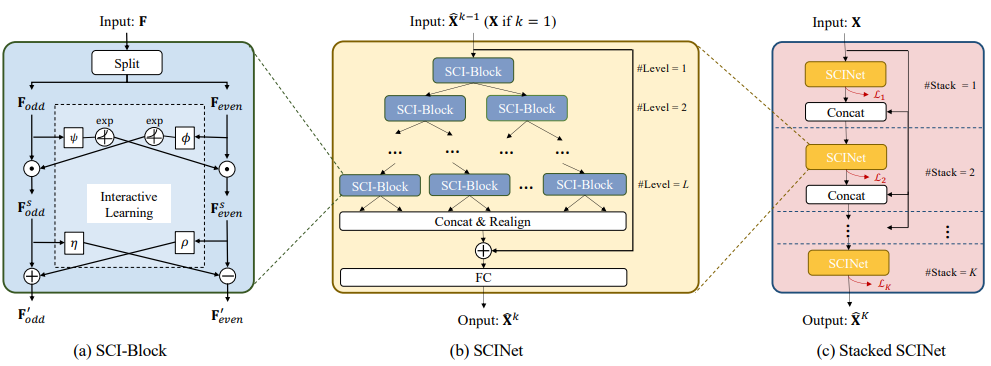 Input: F
Split
F_odd
F_even
exp
exp
ψ
ϕ
F^s_odd
Interactive
Learning
F^s_even
η
ρ
F'_odd
F'_even
(a) SCI-Block
Input: X̂^{k-1} (X if k = 1)
SCI-Block
#Level = 1
SCI-Block
SCI-Block
#Level = 2
...
...
...
...
SCI-Block
SCI-Block
...
SCI-Block
#Level = L
Concat & Realign
+
FC
Onput: X̂^k
(b) SCINet
Input: X
SCINet
#Stack = 1
ℒ_1
Concat
SCINet
#Stack = 2
ℒ_2
Concat
⋮
⋮
⋮
SCINet
#Stack = K
ℒ_K
Output: X̂^K
(c) Stacked SCINet